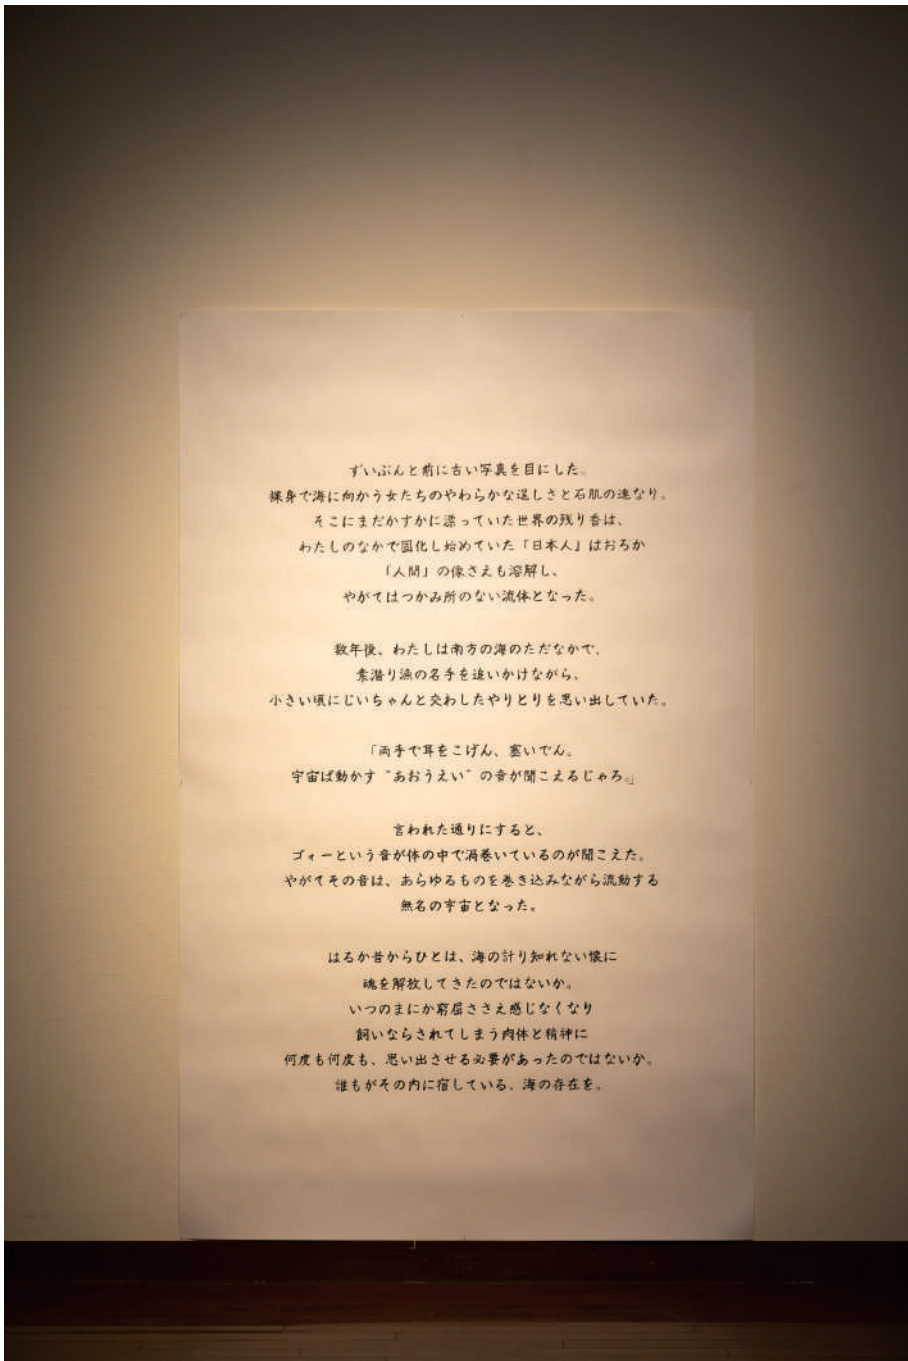 ずいぶんと前に古い写真を目にした。
裸身で海に向かう女たちのやわらかな逞しさと石肌の連なり。
そこにまだかすかに漂っていた世界の残り香は、
わたしのなかで固化し始めていた「日本人」はおろか
「人間」の像さえも溶解し、
やがてはつかみ所のない流体となった。
数年後、わたしは南方の海のただなかで、
素潜り漁の名手を追いかけながら、
小さい頃にじいちゃんと交わしたやりとりを思い出していた。
「両手で耳をこげん、塞いでん。
宇宙ば動かす“あおうえい”の音が聞こえるじゃろ。」
言われた通りにすると、
ゴォーという音が体の中で渦巻いているのが聞こえた。
やがてその音は、あらゆるものを巻き込みながら流動する
無名の宇宙となった。
はるか昔からひとは、海の計り知れない懐に
魂を解放してきたのではないか。
いつのまにか窮屈ささえ感じなくなり
飼いならされてしまう肉体と精神に
何度も何度も、思い出させる必要があったのではないか。
誰もがその内に宿している、海の存在を。